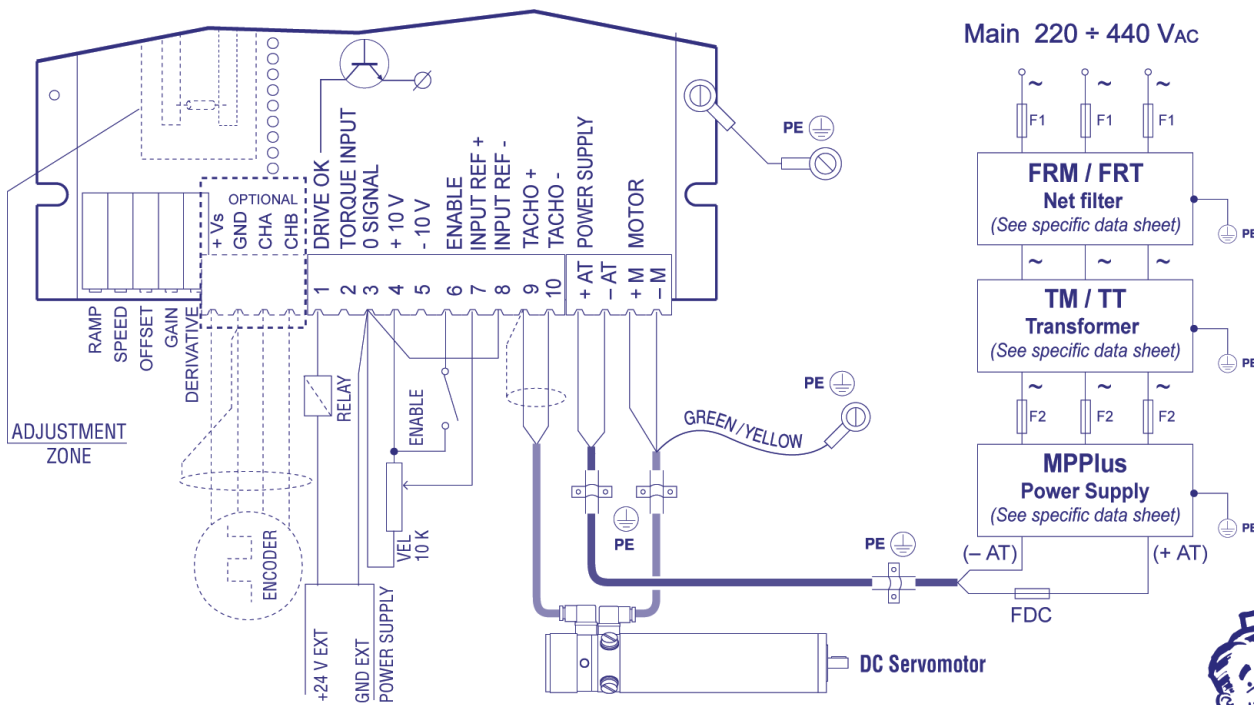 Main 220 ÷ 440 VAC
~ ~ ~
F1 F1 F1
FRM / FRT
Net filter
(See specific data sheet)
PE
~ ~ ~
TM / TT
Transformer
(See specific data sheet)
PE
~ ~ ~
F2 F2 F2
MPPlus
Power Supply
(See specific data sheet)
PE
(– AT) (+ AT)
FDC
PE
OPTIONAL
+ Vs
GND
CHA
CHB
DRIVE OK
TORQUE INPUT
0 SIGNAL
+ 10 V
- 10 V
ENABLE
INPUT REF +
INPUT REF -
TACHO +
TACHO -
POWER SUPPLY
MOTOR
1 2 3 4 5 6 7 8 9 10
+ AT
– AT
+ M
– M
RAMP
SPEED
OFFSET
GAIN
DERIVATIVE
ADJUSTMENT
ZONE
RELAY
ENABLE
VEL
10 K
ENCODER
+24 V EXT
GND EXT
POWER SUPPLY
GREEN/YELLOW
PE
PE
PE
DC Servomotor